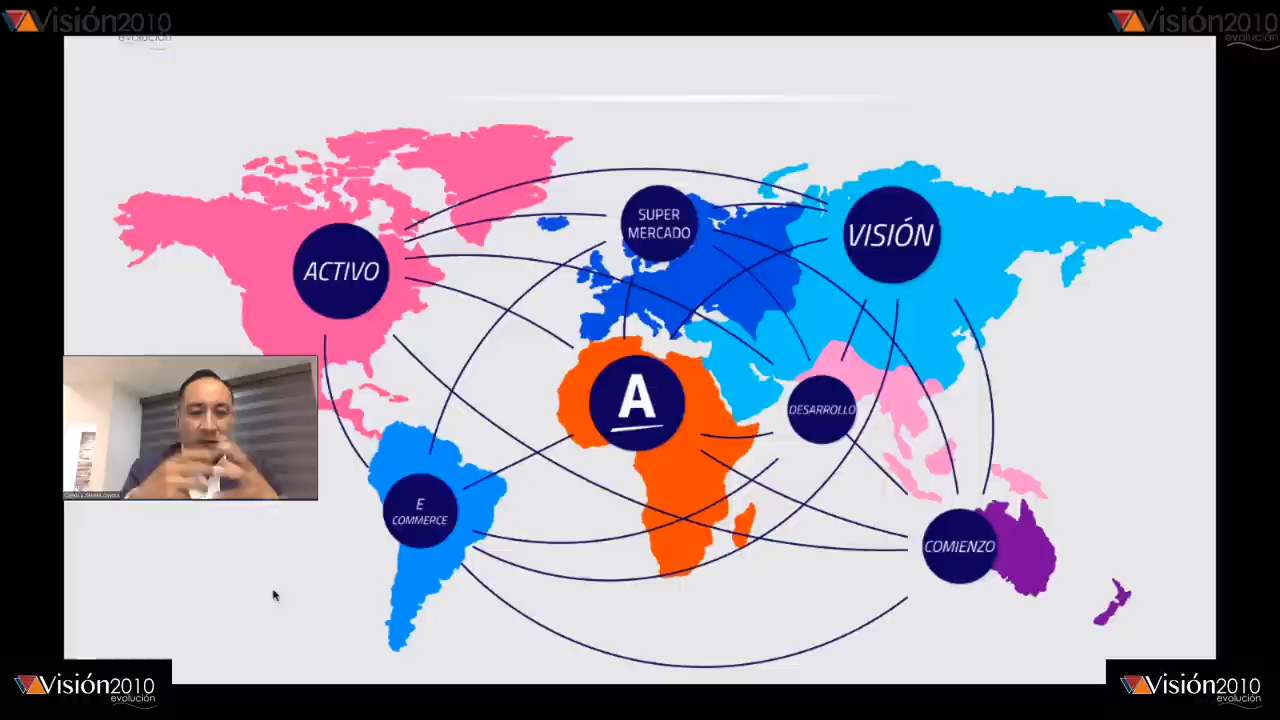 Visión2010
evolución
Visión2010
evolución
SUPER
MERCADO
VISIÓN
ACTIVO
A
DESARROLLO
E
COMMERCE
COMIENZO
Visión2010
evolución
Visión2010
evolución